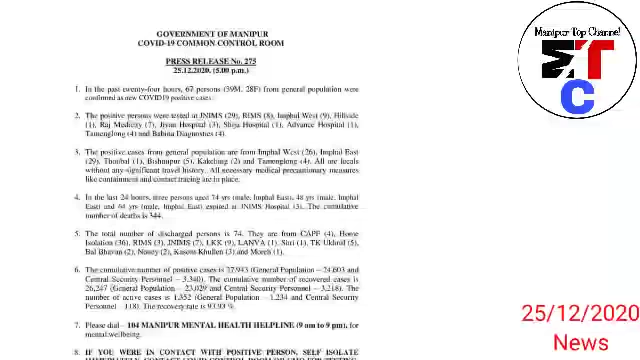 GOVERNMENT OF MANIPUR
COVID-19 COMMON CONTROL ROOM
PRESS RELEASE No. 275
25.12.2020, (5.00 p.m.)
1. In the past twenty-four hours, 67 persons (39M, 28F) from general population were
confirmed as new COVID19 positive cases.
2. The positive persons were tested at JNIMS (29), RIMS (8), Imphal West (9), Hillside
(1), Raj Medicity (7), Jivan Hospital (3), Shija Hospital (1), Advance Hospital (1),
Tamenglong (4) and Babina Diagnostics (4).
3. The positive cases from general population are from Imphal West (26), Imphal East
(29), Thoubal (1), Bishnupur (5), Kakching (2) and Tamenglong (4). All are locals
without any significant travel history. All necessary medical precautionary measures
like containment and contact tracing are in place.
4. In the last 24 hours, three persons aged 74 yrs (male, Imphal East), 48 yrs (male, Imphal
East) and 64 yrs (male, Imphal East) expired at JNIMS Hospital (3). The cumulative
number of deaths is 344.
5. The total number of discharged persons is 74. They are from CAPF (4), Home
Isolation (36), RIMS (3), JNIMS (7), LKK (9), LANVA (1), Sitri (1), TK Ukhrul (5),
Bal Bhavan (2), Noney (2), Kasom Khullen (3) and Moreh (1).
6. The cumulative number of positive cases is 27,943 (General Population – 24,603 and
Central Security Personnel – 3,340). The cumulative number of recovered cases is
26,247 (General Population – 23,029 and Central Security Personnel – 3,218). The
number of active cases is 1,352 (General Population – 1,234 and Central Security
Personnel – 118). The recovery rate is 93.93 %
7. Please dial – 104 MANIPUR MENTAL HEALTH HELPLINE (9 am to 9 pm), for
mental wellbeing.
8. IF YOU WERE IN CONTACT WITH POSITIVE PERSON, SELF ISOLATE
Manipur Top Channel
MTC
25/12/2020
News